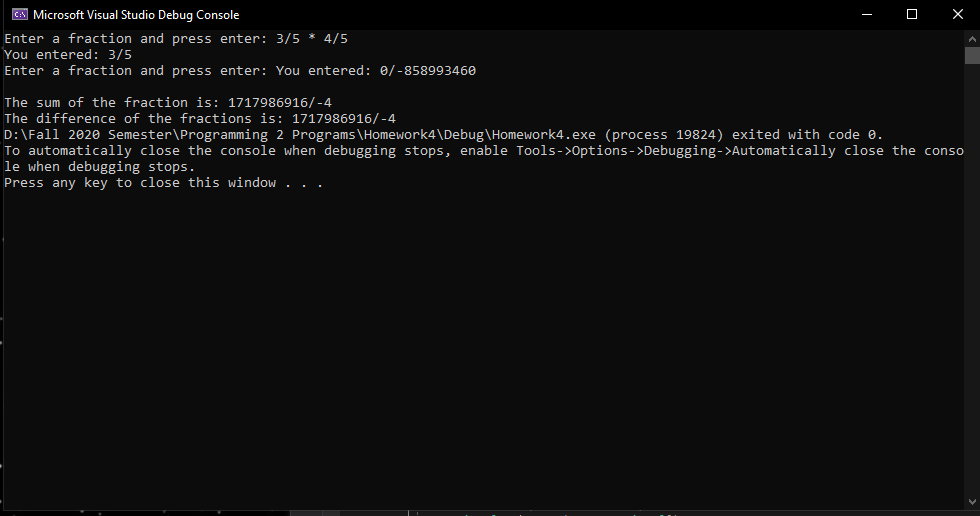 Microsoft Visual Studio Debug Console
Enter a fraction and press enter: 3/5 * 4/5
You entered: 3/5
Enter a fraction and press enter: You entered: 0/-858993460
The sum of the fraction is: 1717986916/-4
The difference of the fractions is: 1717986916/-4
D:\Fall 2020 Semester\Programming 2 Programs\Homework4\Debug\Homework4.exe (process 19824) exited with code 0.
To automatically close the console when debugging stops, enable Tools->Options->Debugging->Automatically close the conso
le when debugging stops.
Press any key to close this window . . .